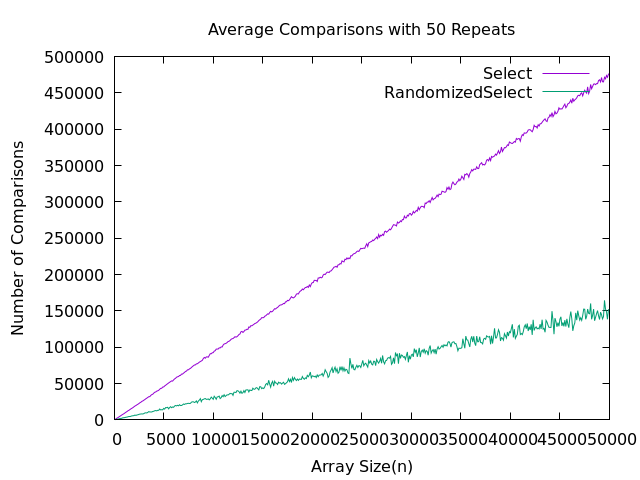 Average Comparisons with 50 Repeats
500000
450000
400000
350000
300000
250000
200000
150000
100000
50000
0
Number of Comparisons
Select
RandomizedSelect
0 5000 10000 15000 20000 25000 30000 35000 40000 45000 50000
Array Size(n)